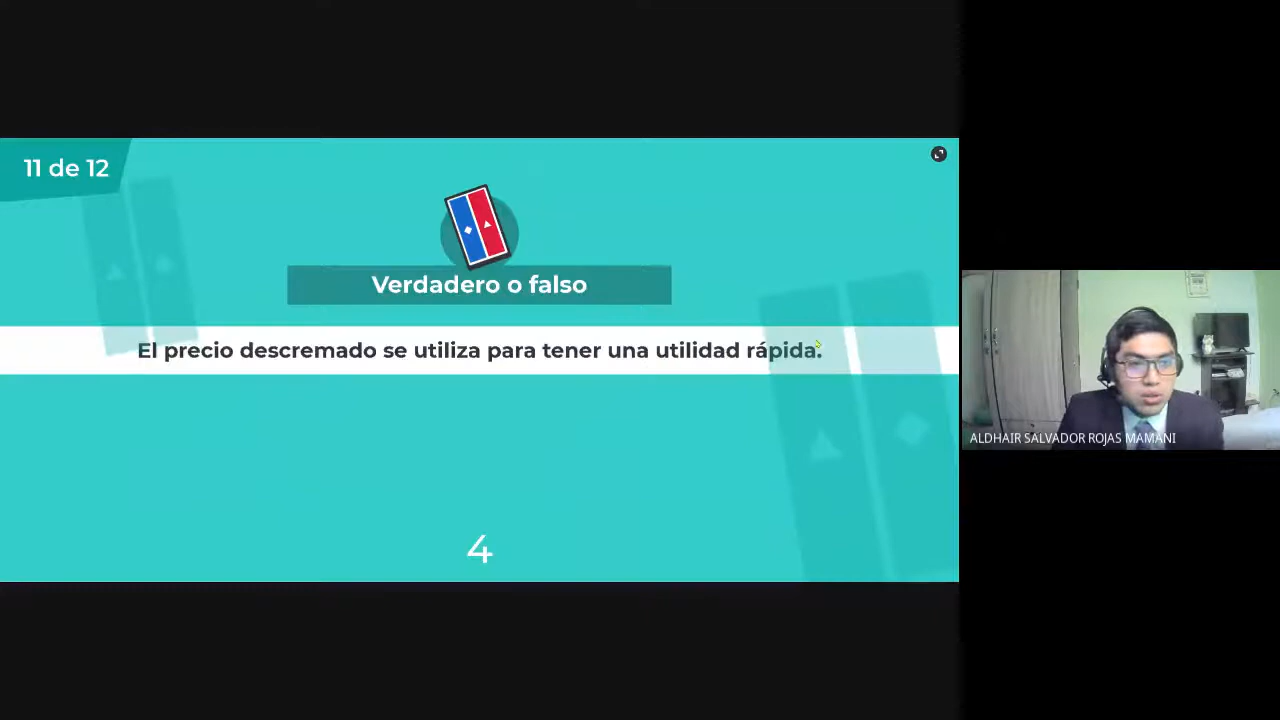 11 de 12
Verdadero o falso
El precio descremado se utiliza para tener una utilidad rápida.
4
ALDHAIR SALVADOR ROJAS MAMANI